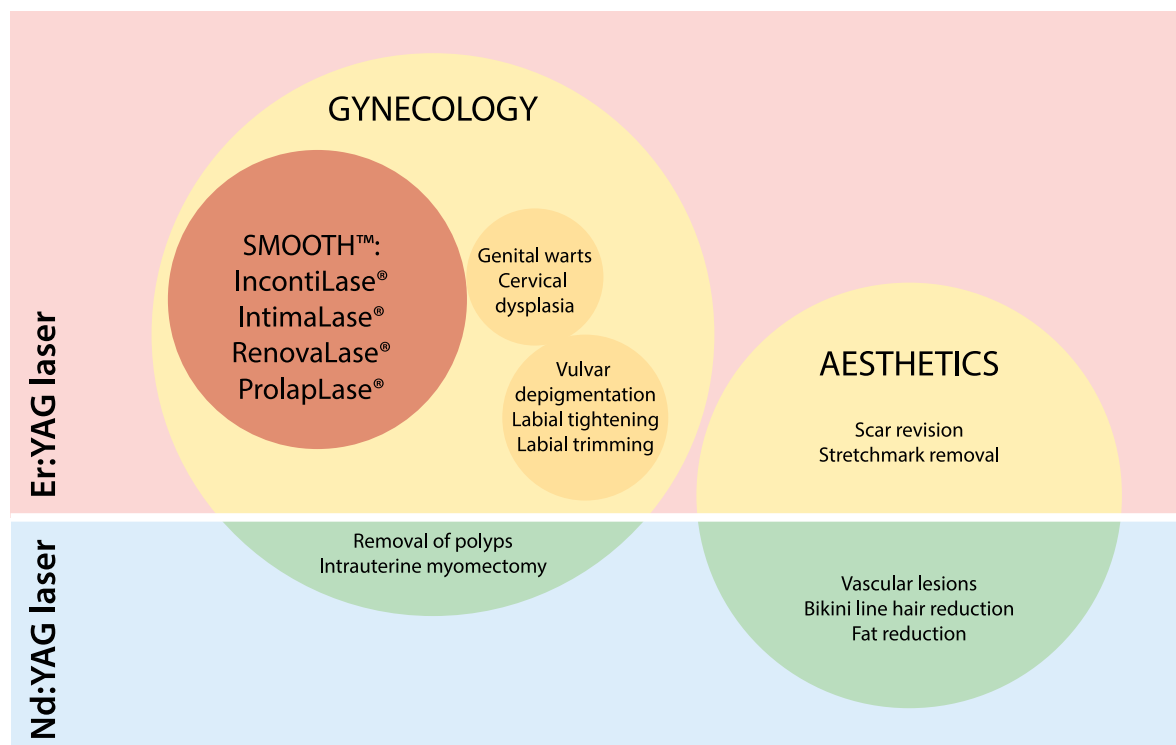 GYNECOLOGY
SMOOTH™:
IncontiLase®
IntimaLase®
RenovaLase®
ProlapLase®
Genital warts
Cervical
dysplasia
Vulvar
depigmentation
Labial tightening
Labial trimming
AESTHETICS
Scar revision
Stretchmark removal
Er:YAG laser
Removal of polyps
Intrauterine myomectomy
Vascular lesions
Bikini line hair reduction
Fat reduction
Nd:YAG laser